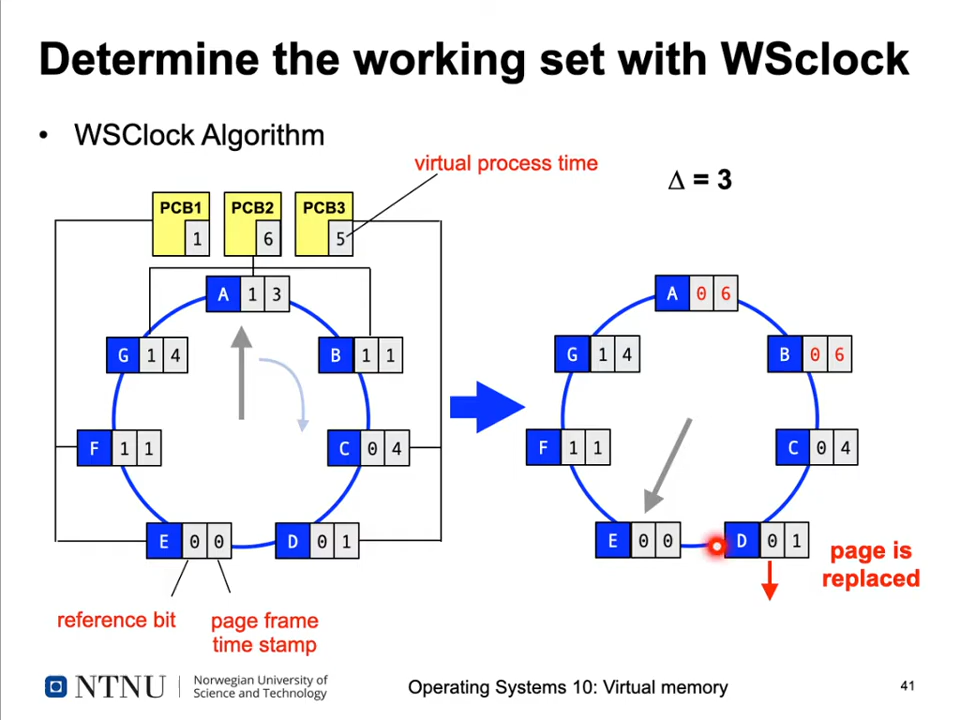 Determine the working set with WSclock
• WSClock Algorithm
virtual process time
Δ = 3
PCB1 PCB2 PCB3
1 6 5
A 1 3
G 1 4
B 1 1
F 1 1
C 0 4
E 0 0
D 0 1
reference bit
page frame
time stamp
A 0 6
G 1 4
B 0 6
F 1 1
C 0 4
E 0 0
D 0 1
page is
replaced
NTNU
Norwegian University of
Science and Technology
Operating Systems 10: Virtual memory
41